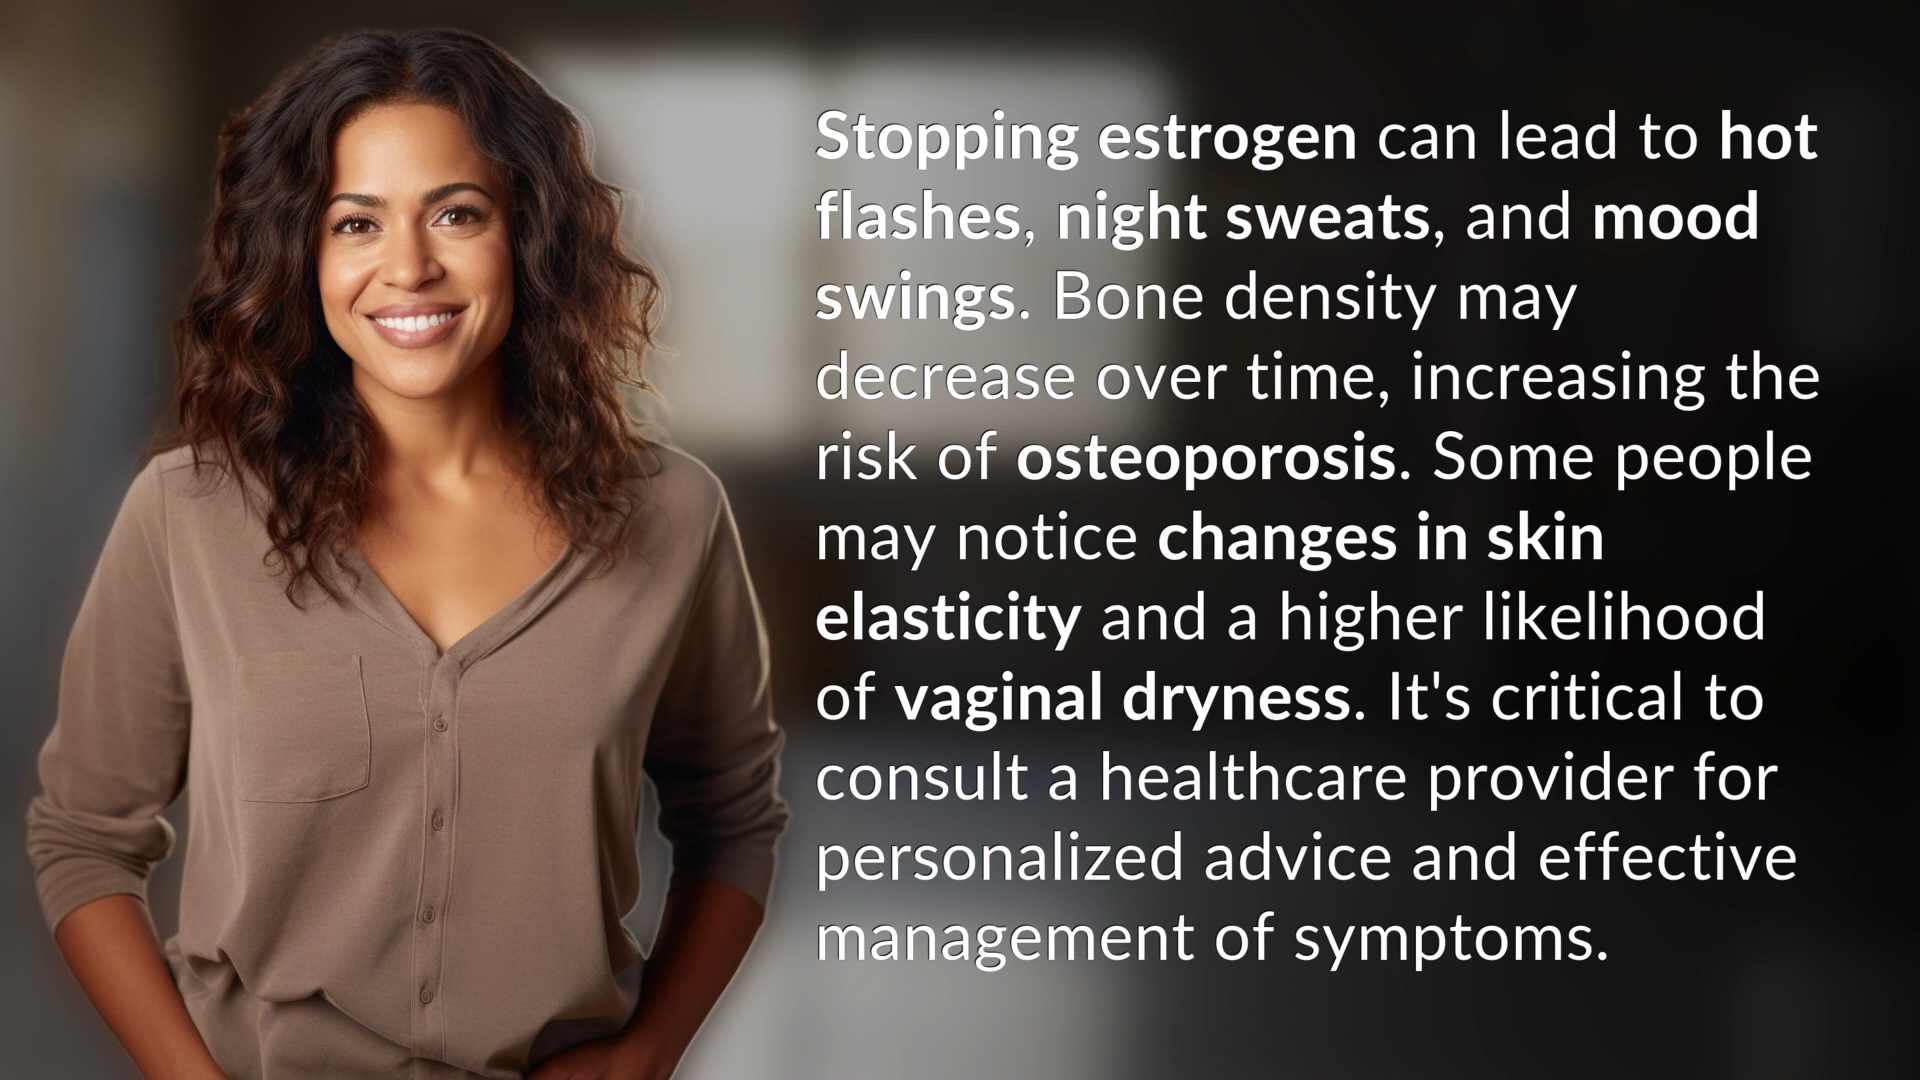 Stopping estrogen can lead to hot
flashes, night sweats, and mood
swings. Bone density may
decrease over time, increasing the
risk of osteoporosis. Some people
may notice changes in skin
elasticity and a higher likelihood
of vaginal dryness. It's critical to
consult a healthcare provider for
personalized advice and effective
management of symptoms.